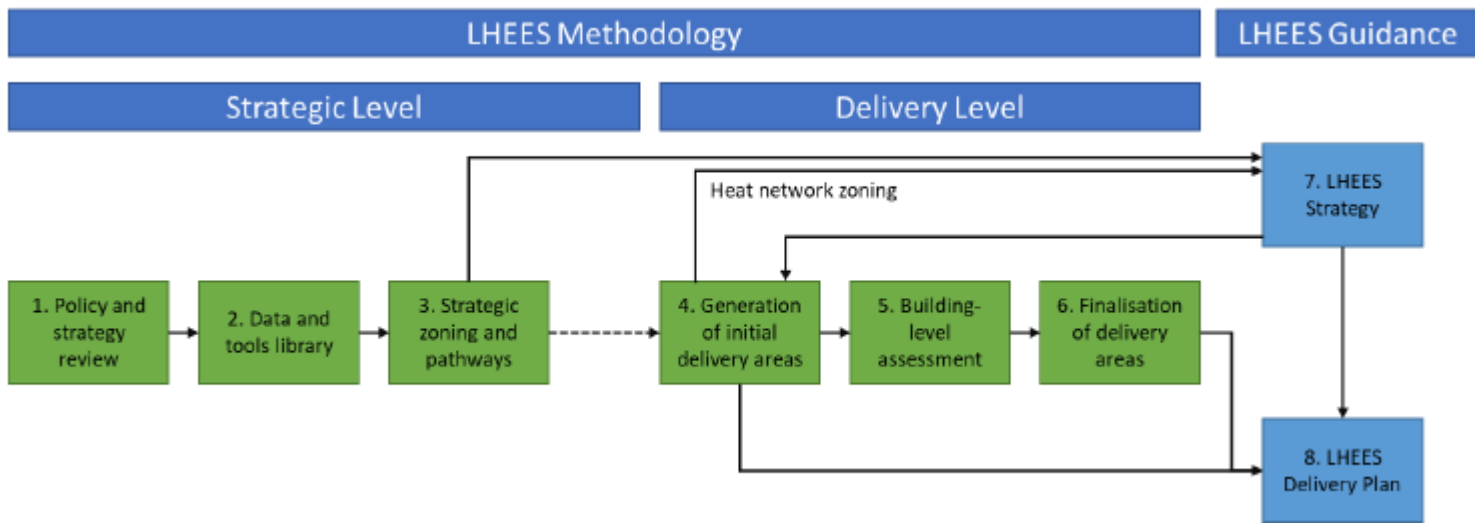 LHEES Methodology
LHEES Guidance
Strategic Level
Delivery Level
Heat network zoning
7. LHEES
Strategy
1. Policy and
strategy
review
2. Data and
tools library
3. Strategic
zoning and
pathways
4. Generation
of initial
delivery areas
5. Building-
level
assessment
6. Finalisation
of delivery
areas
8. LHEES
Delivery Plan